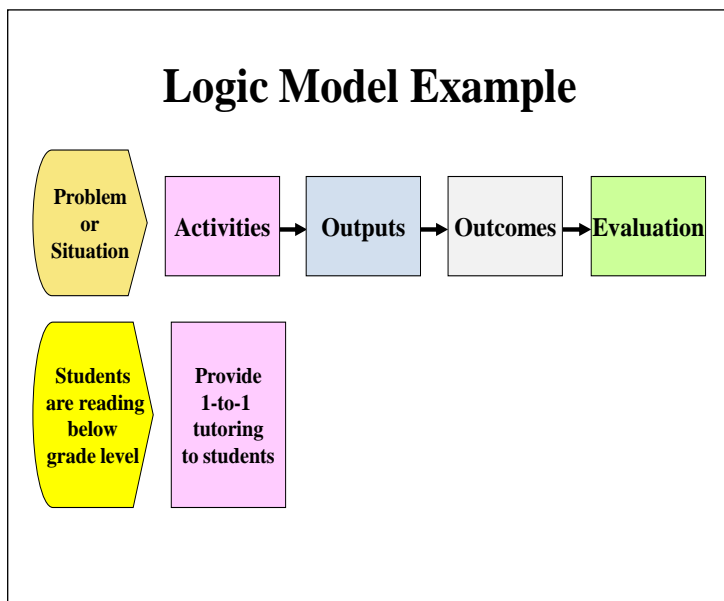 Logic Model Example
Problem
or
Situation
Activities
Outputs
Outcomes
Evaluation
Students
are reading
below
grade level
Provide
1-to-1
tutoring
to students